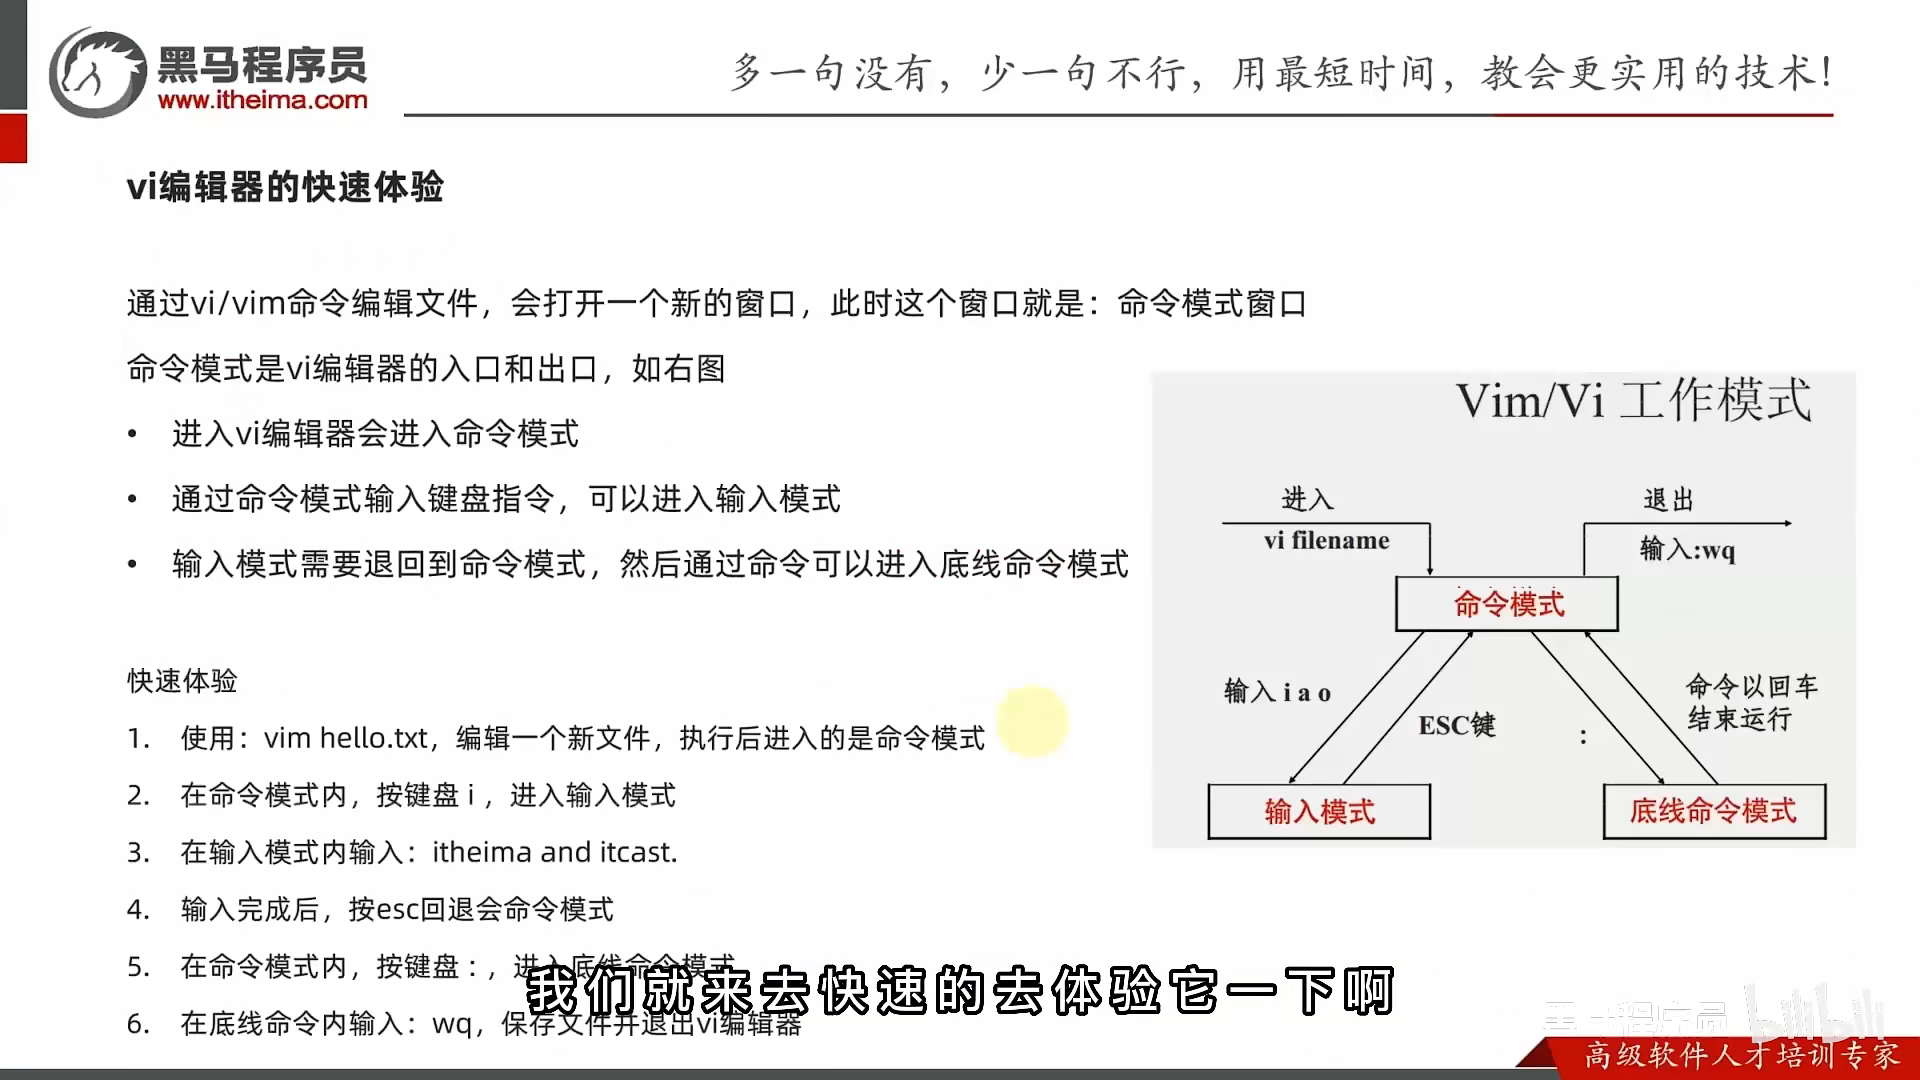 黑马程序员
www.itheima.com
多一句没有，少一句不行，用最短时间，教会更实用的技术！
vi编辑器的快速体验
通过vi/vim命令编辑文件，会打开一个新的窗口，此时这个窗口就是：命令模式窗口
命令模式是vi编辑器的入口和出口，如右图
• 进入vi编辑器会进入命令模式
• 通过命令模式输入键盘指令，可以进入输入模式
• 输入模式需要退回到命令模式，然后通过命令可以进入底线命令模式
快速体验
1. 使用：vim hello.txt，编辑一个新文件，执行后进入的是命令模式
2. 在命令模式内，按键盘 i ，进入输入模式
3. 在输入模式内输入：itheima and itcast.
4. 输入完成后，按esc回退会命令模式
5. 在命令模式内，按键盘 : ，进入底线命令模式
6. 在底线命令内输入：wq，保存文件并退出vi编辑器
Vim/Vi 工作模式
进入
vi filename
退出
输入:wq
命令模式
输入 i a o
ESC键
:
命令以回车
结束运行
输入模式
底线命令模式
我们就来去快速的去体验它一下啊
黑马程序员 bilibili
高级软件人才培训专家